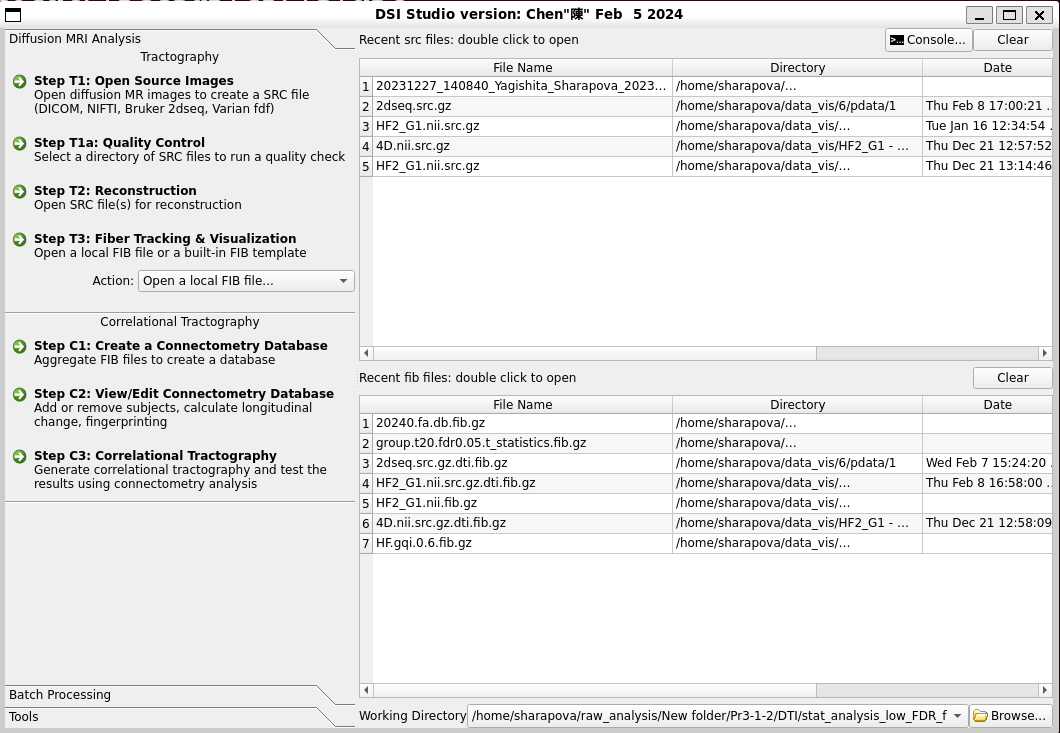 DSI Studio version: Chen"陳" Feb  5 2024
Diffusion MRI Analysis
Tractography
Step T1: Open Source Images
Open diffusion MR images to create a SRC file
(DICOM, NIFTI, Bruker 2dseq, Varian fdf)
Step T1a: Quality Control
Select a directory of SRC files to run a quality check
Step T2: Reconstruction
Open SRC file(s) for reconstruction
Step T3: Fiber Tracking & Visualization
Open a local FIB file or a built-in FIB template
Action: Open a local FIB file...
Correlational Tractography
Step C1: Create a Connectometry Database
Aggregate FIB files to create a database
Step C2: View/Edit Connectometry Database
Add or remove subjects, calculate longitudinal
change, fingerprinting
Step C3: Correlational Tractography
Generate correlational tractography and test the
results using connectometry analysis
Batch Processing
Tools
Recent src files: double click to open Console... Clear
File Name Directory Date
1 20231227_140840_Yagishita_Sharapova_2023... /home/sharapova/...
2 2dseq.src.gz /home/sharapova/data_vis/6/pdata/1 Thu Feb 8 17:00:21 ..
3 HF2_G1.nii.src.gz /home/sharapova/data_vis/... Tue Jan 16 12:34:54 .
4 4D.nii.src.gz /home/sharapova/data_vis/HF2_G1 - ... Thu Dec 21 12:57:52
5 HF2_G1.nii.src.gz /home/sharapova/data_vis/... Thu Dec 21 13:14:46
Recent fib files: double click to open Clear
File Name Directory Date
1 20240.fa.db.fib.gz /home/sharapova/...
2 group.t20.fdr0.05.t_statistics.fib.gz /home/sharapova/...
3 2dseq.src.gz.dti.fib.gz /home/sharapova/data_vis/6/pdata/1 Wed Feb 7 15:24:20 .
4 HF2_G1.nii.src.gz.dti.fib.gz /home/sharapova/data_vis/... Thu Feb 8 16:58:00 ..
5 HF2_G1.nii.fib.gz /home/sharapova/data_vis/...
6 4D.nii.src.gz.dti.fib.gz /home/sharapova/data_vis/HF2_G1 - ... Thu Dec 21 12:58:09
7 HF.gqi.0.6.fib.gz /home/sharapova/data_vis/...
Working Directory /home/sharapova/raw_analysis/New folder/Pr3-1-2/DTI/stat_analysis_low_FDR_f Browse...